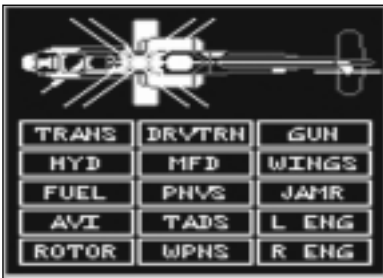 TRANS DRVTRN GUN
HYD MFD WINGS
FUEL PNVS JAMR
AVI TADS L ENG
ROTOR WPNS R ENG